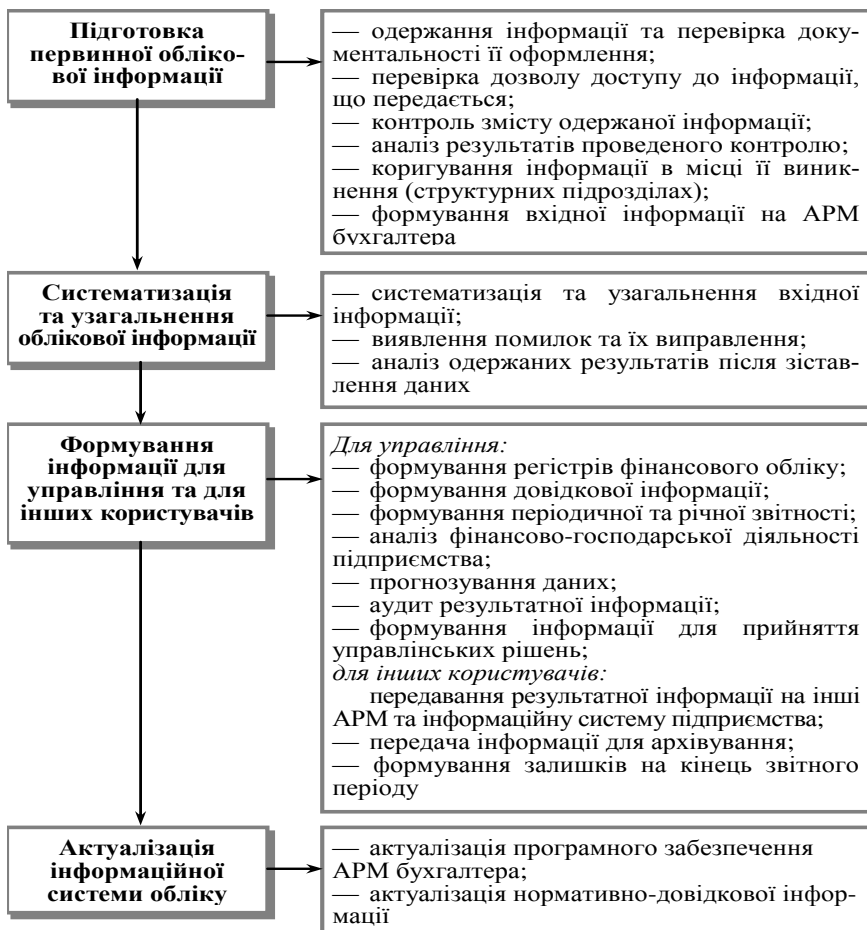 Підготовка
первинної обліко-
вої інформації
— одержання інформації та перевірка доку-
ментальності її оформлення;
— перевірка дозволу доступу до інформації,
що передається;
— контроль змісту одержаної інформації;
— аналіз результатів проведеного контролю;
— коригування інформації в місці її виник-
нення (структурних підрозділах);
— формування вхідної інформації на АРМ
бухгалтера
Систематизація
та узагальнення
облікової інформації
— систематизація та узагальнення вхідної
інформації;
— виявлення помилок та їх виправлення;
— аналіз одержаних результатів після зістав-
лення даних
Формування
інформації для
управління та для
інших користувачів
Для управління:
— формування регістрів фінансового обліку;
— формування довідкової інформації;
— формування періодичної та річної звітності;
— аналіз фінансово-господарської діяльності
підприємства;
— прогнозування даних;
— аудит результатної інформації;
— формування інформації для прийняття
управлінських рішень;
для інших користувачів:
передавання результатної інформації на інші
АРМ та інформаційну систему підприємства;
— передача інформації для архівування;
— формування залишків на кінець звітного
періоду
Актуалізація
інформаційної
системи обліку
— актуалізація програмного забезпечення
АРМ бухгалтера;
— актуалізація нормативно-довідкової інфор-
мації